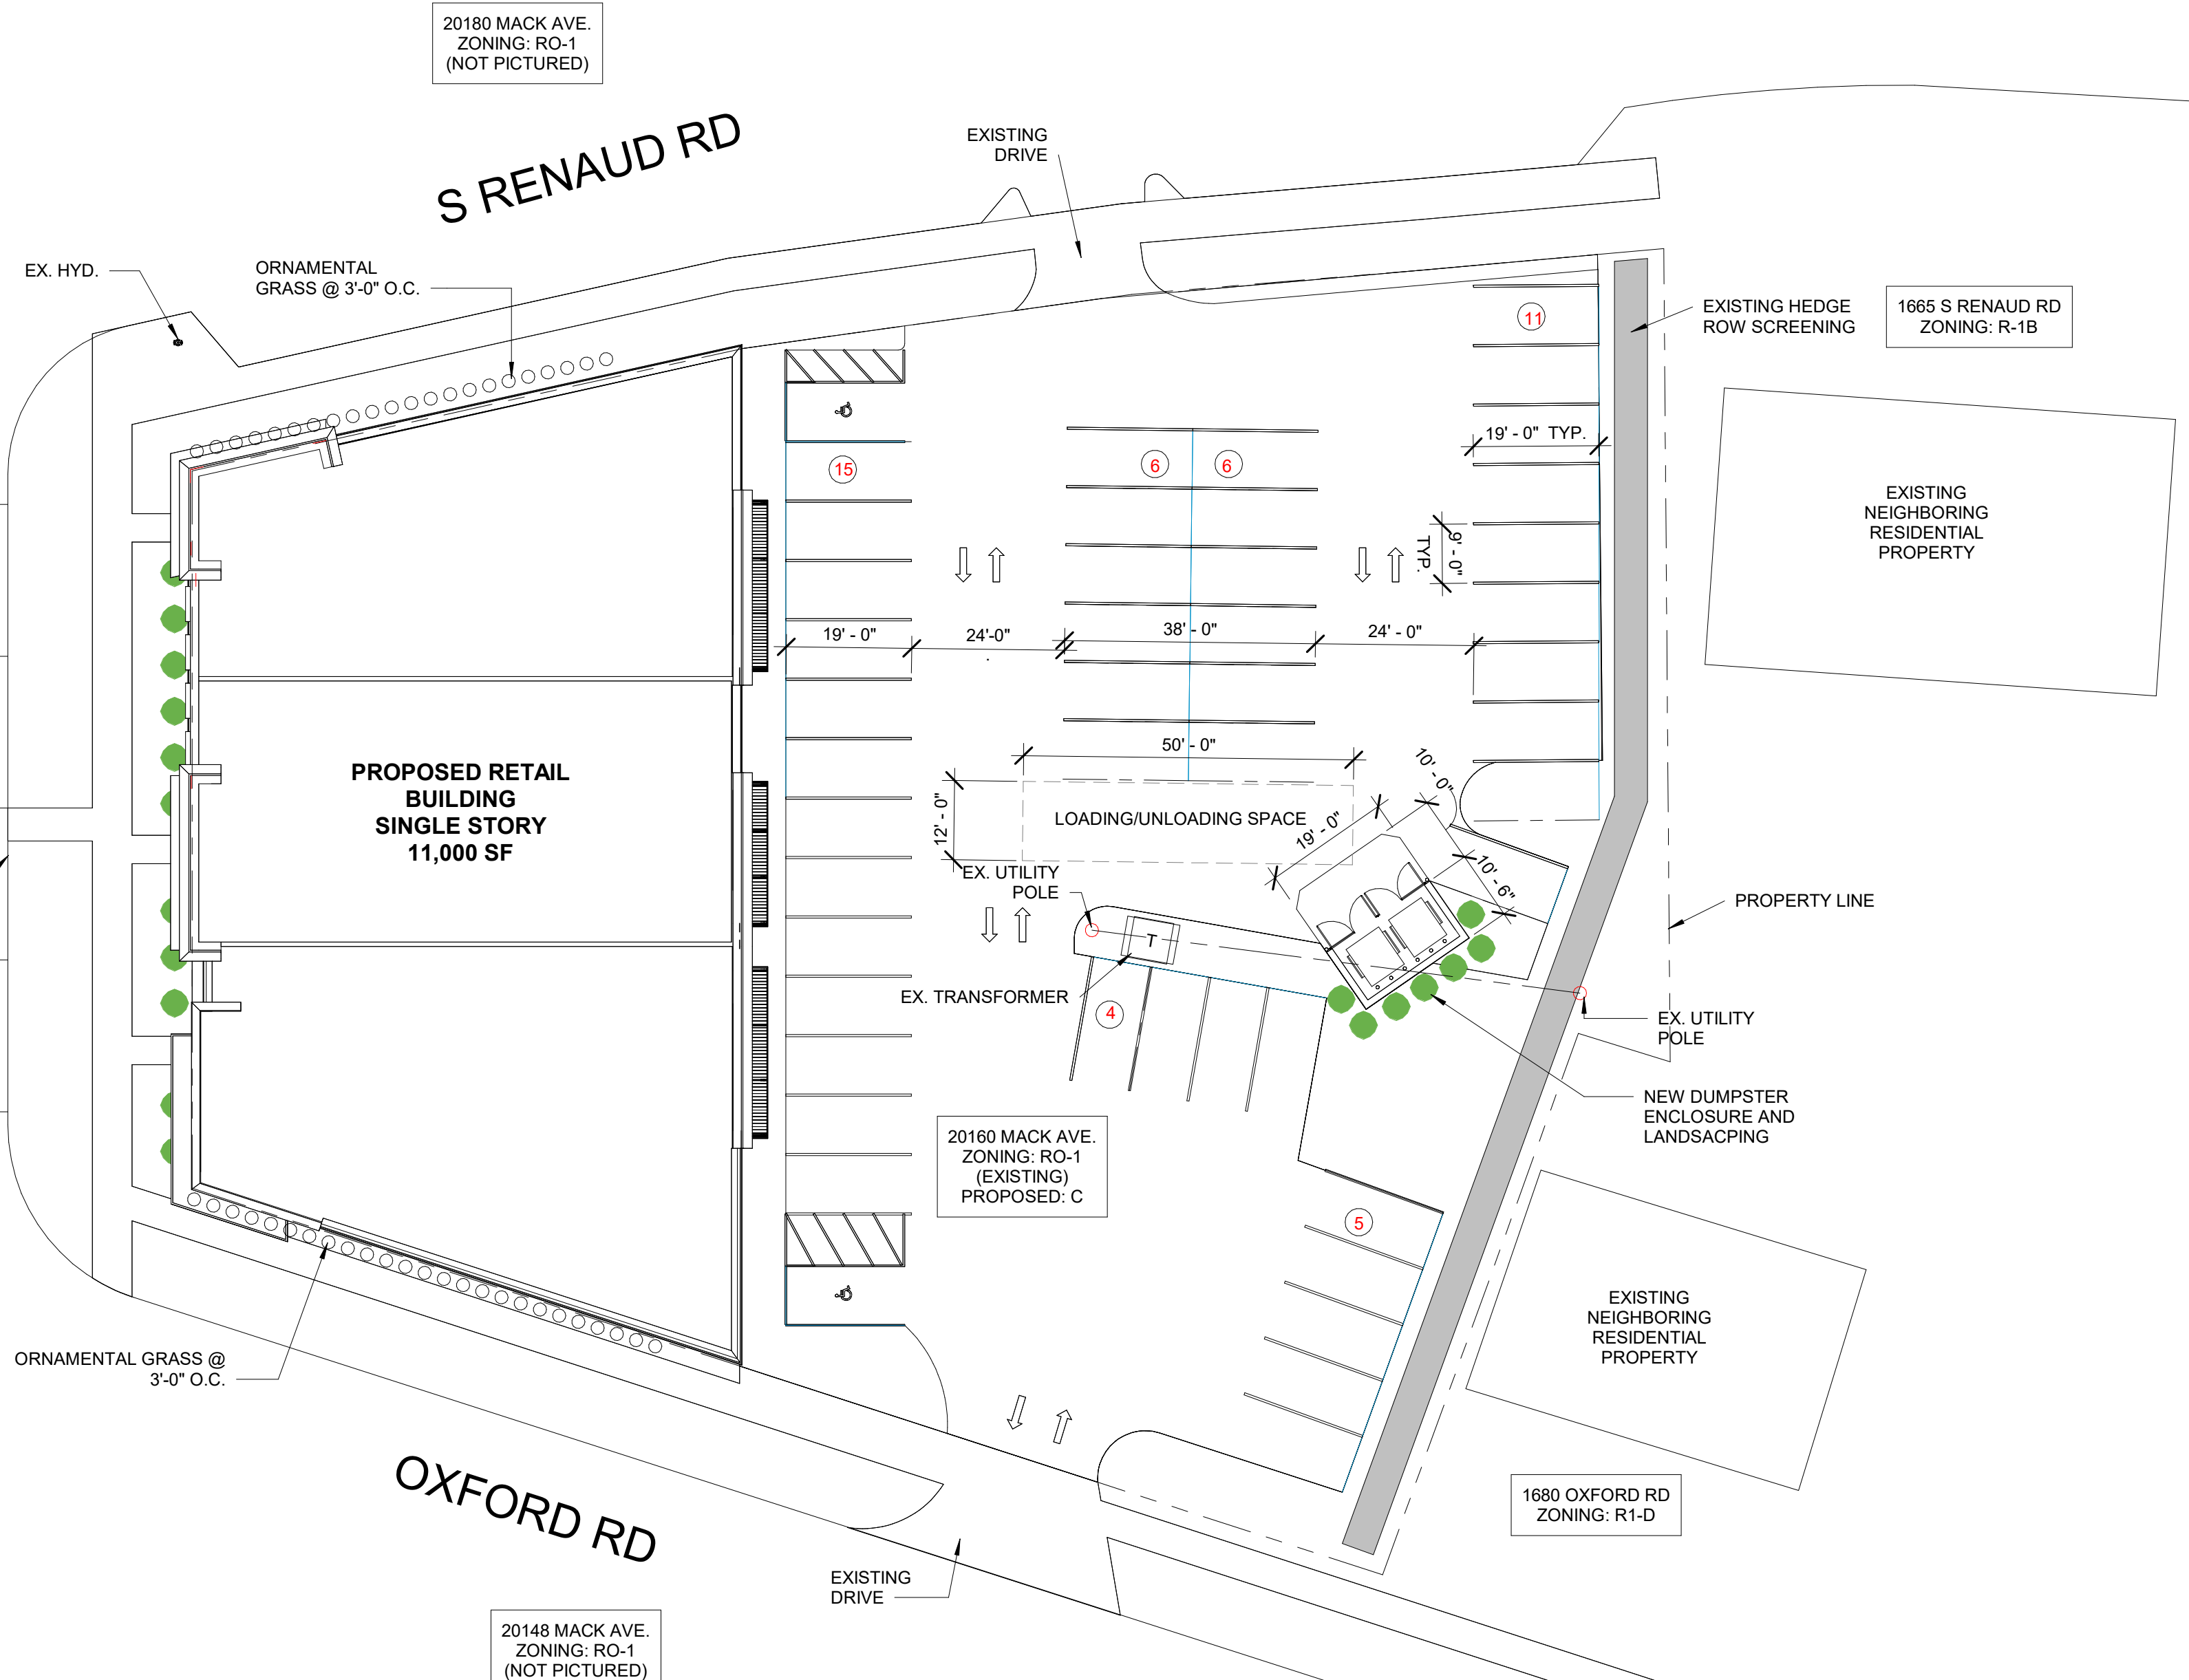 20180 MACK AVE.
ZONING: RO-1
(NOT PICTURED)
S RENAUD RD
EXISTING
DRIVE
EX. HYD.
ORNAMENTAL
GRASS @ 3'-0" O.C.
11
EXISTING HEDGE
ROW SCREENING
1665 S RENAUD RD
ZONING: R-1B
15
6
6
19' - 0" TYP.
9' - 0"
TYP.
EXISTING
NEIGHBORING
RESIDENTIAL
PROPERTY
19' - 0"
24'-0"
38' - 0"
24' - 0"
50' - 0"
12' - 0"
LOADING/UNLOADING SPACE
19' - 0"
10' - 0"
10' - 6"
PROPOSED RETAIL
BUILDING
SINGLE STORY
11,000 SF
EX. UTILITY
POLE
T
EX. TRANSFORMER
4
PROPERTY LINE
EX. UTILITY
POLE
NEW DUMPSTER
ENCLOSURE AND
LANDSACPING
20160 MACK AVE.
ZONING: RO-1
(EXISTING)
PROPOSED: C
5
EXISTING
NEIGHBORING
RESIDENTIAL
PROPERTY
ORNAMENTAL GRASS @
3'-0" O.C.
OXFORD RD
1680 OXFORD RD
ZONING: R1-D
EXISTING
DRIVE
20148 MACK AVE.
ZONING: RO-1
(NOT PICTURED)